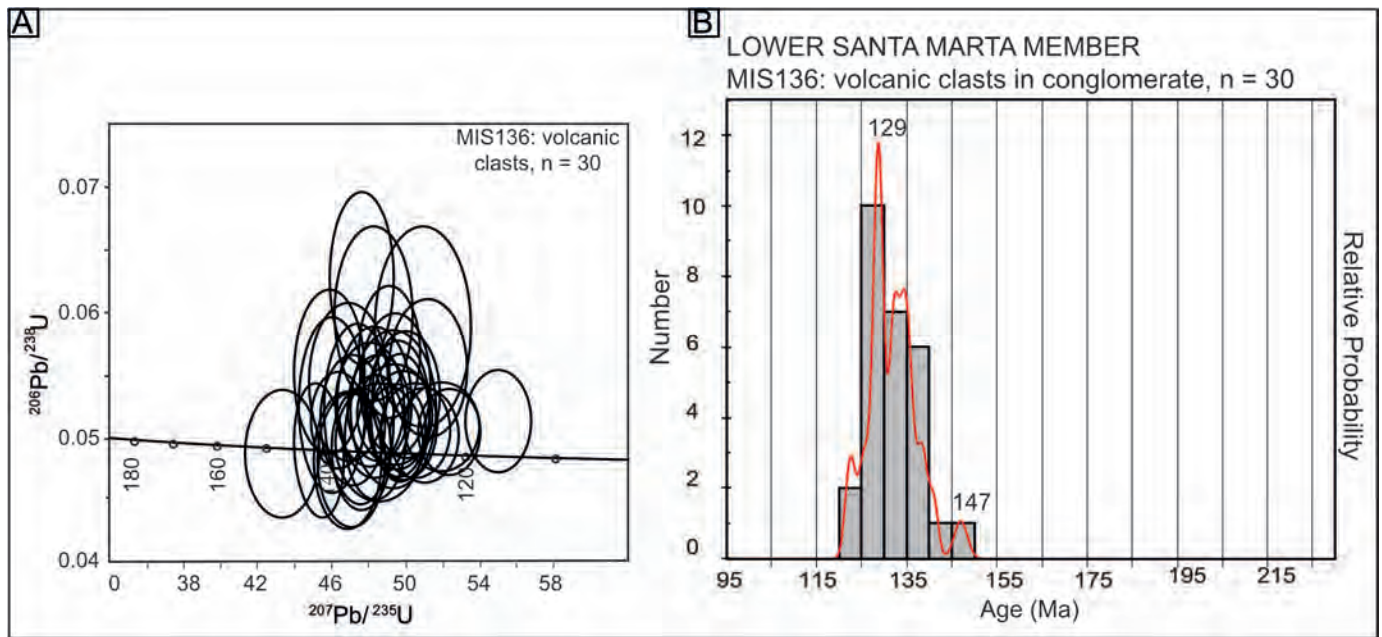 A
MIS136: volcanic
clasts, n = 30
0.07
0.06
0.05
0.04
²⁰⁶Pb/²³⁸U
180
160
120
0 38 42 46 50 54 58
²⁰⁷Pb/²³⁵U
B
LOWER SANTA MARTA MEMBER
MIS136: volcanic clasts in conglomerate, n = 30
129
147
12
10
8
6
4
2
0
Number
Relative Probability
95 115 135 155 175 195 215
Age (Ma)